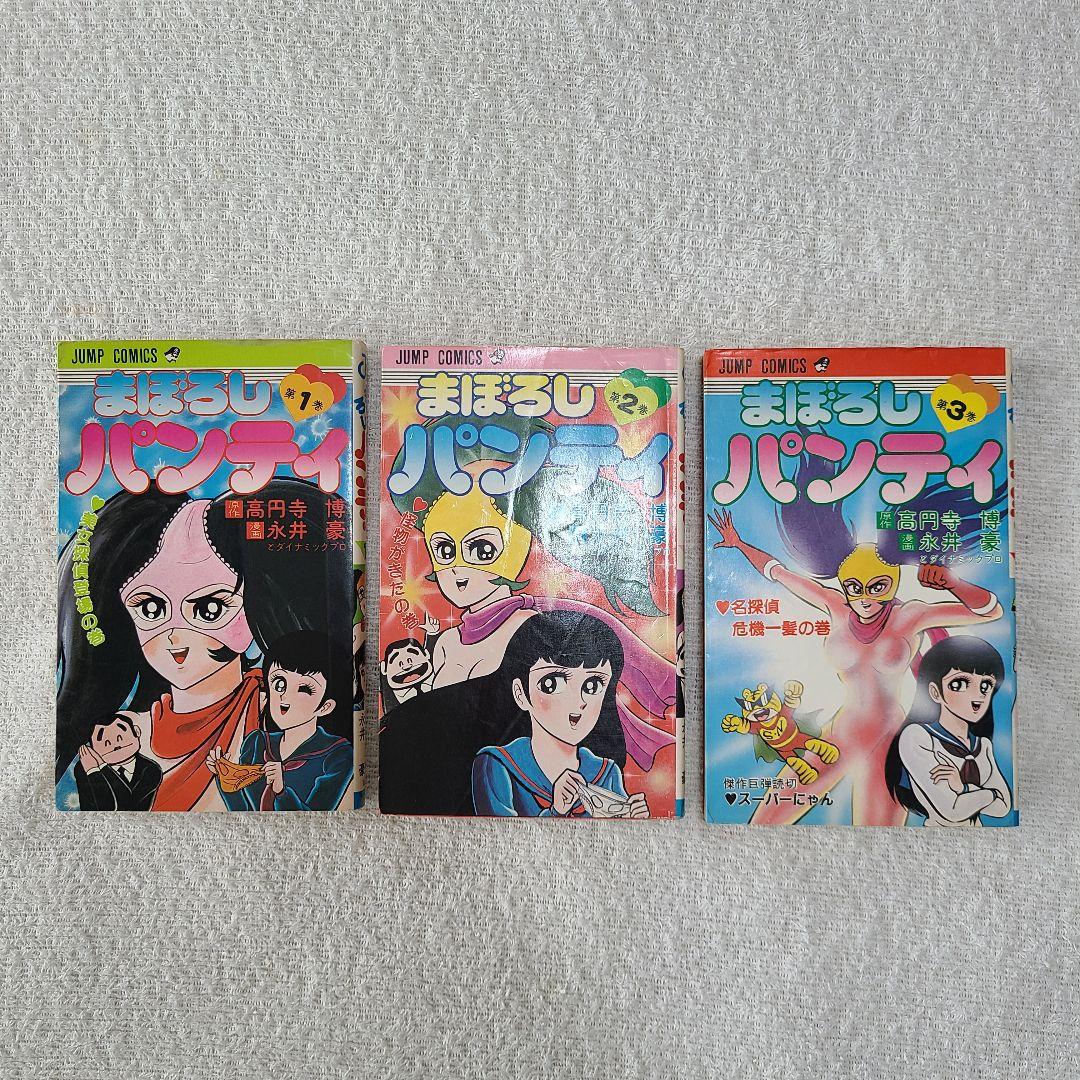 JUMP COMICS
まぼろし
パンティ
第1巻
原作 高円寺 博
漫画 永井 豪
とダイナミックプロ
♥美女探偵登場の巻
永井
豪
JUMP COMICS
まぼろし
パンティ
第2巻
博
豪
♥怪物がきたの巻
JUMP COMICS
まぼろし
パンティ
第3巻
原作 高円寺 博
漫画 永井 豪
とダイナミックプロ
♥名探偵
危機一髪の巻
傑作巨弾読切
♥スーパーにゃん